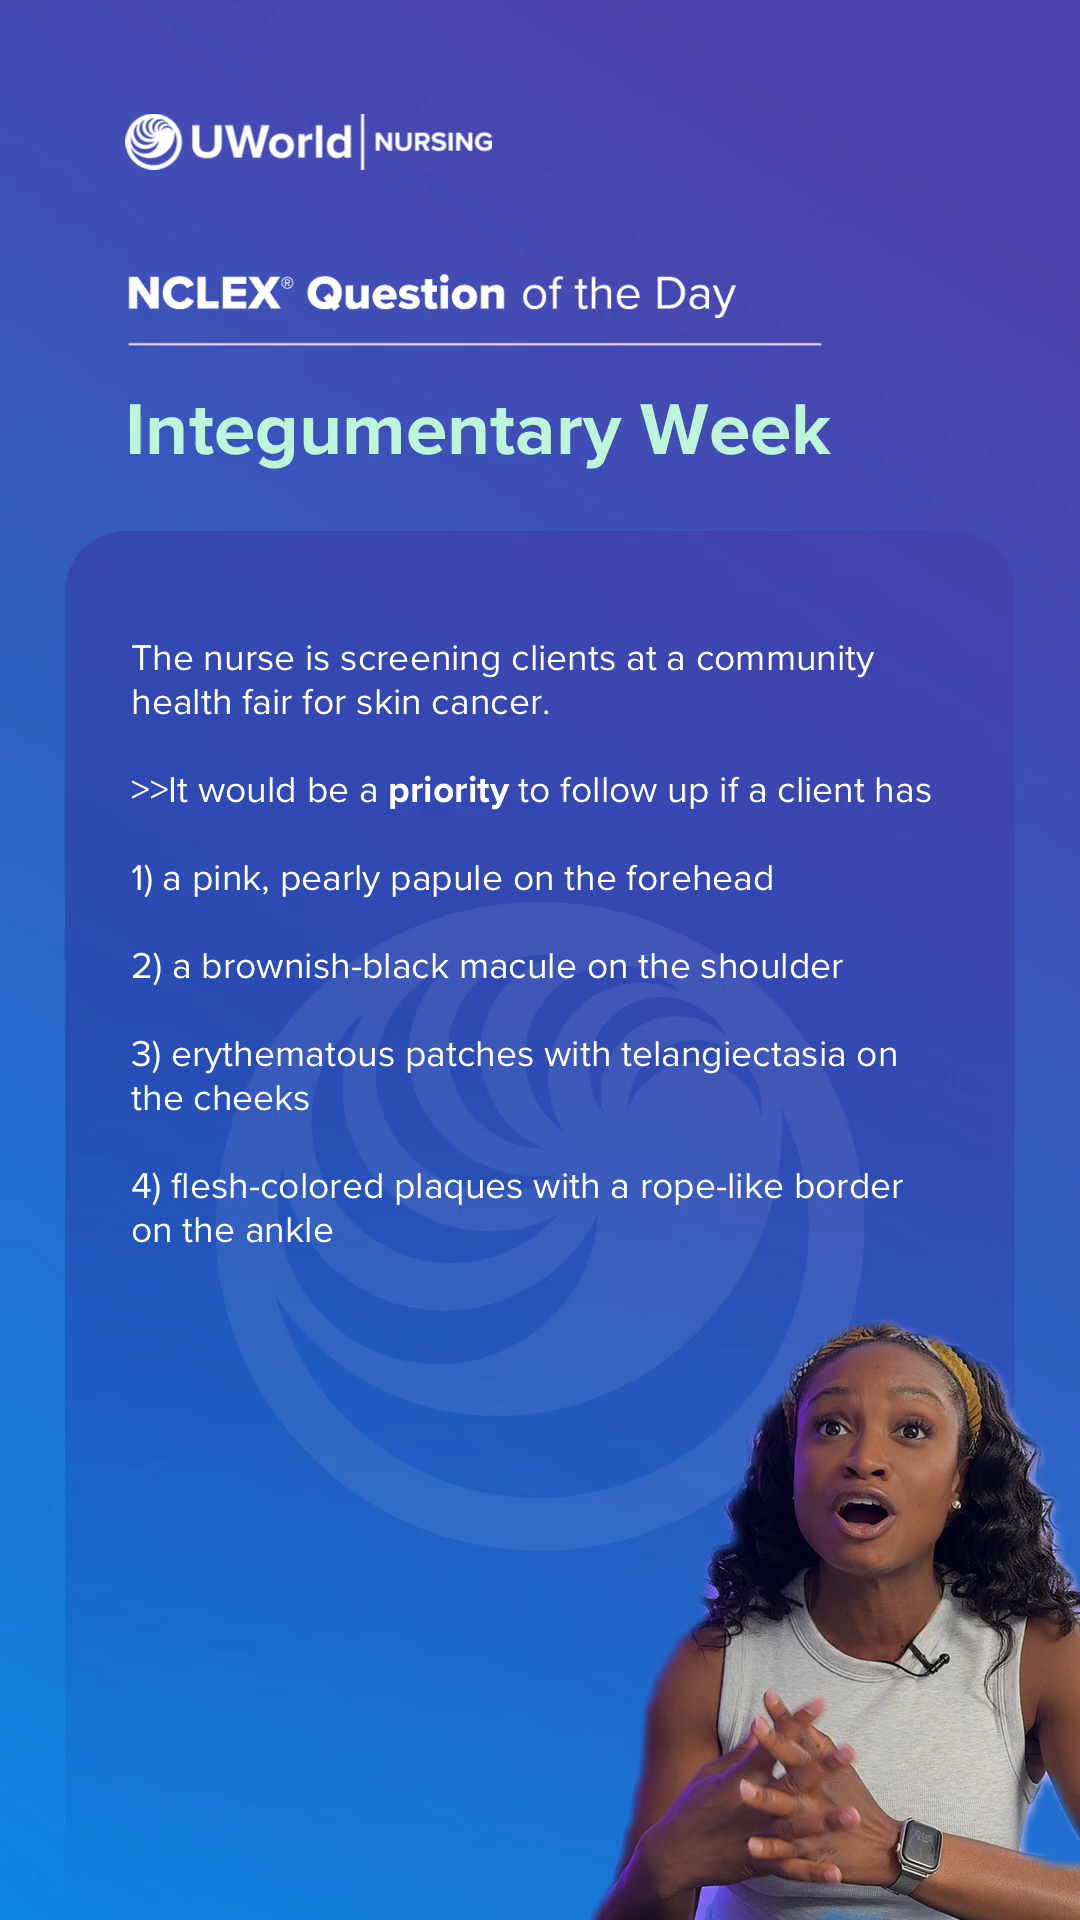 UWorld | NURSING
NCLEX® Question of the Day
Integumentary Week
The nurse is screening clients at a community
health fair for skin cancer.
>>It would be a priority to follow up if a client has
1) a pink, pearly papule on the forehead
2) a brownish-black macule on the shoulder
3) erythematous patches with telangiectasia on
the cheeks
4) flesh-colored plaques with a rope-like border
on the ankle